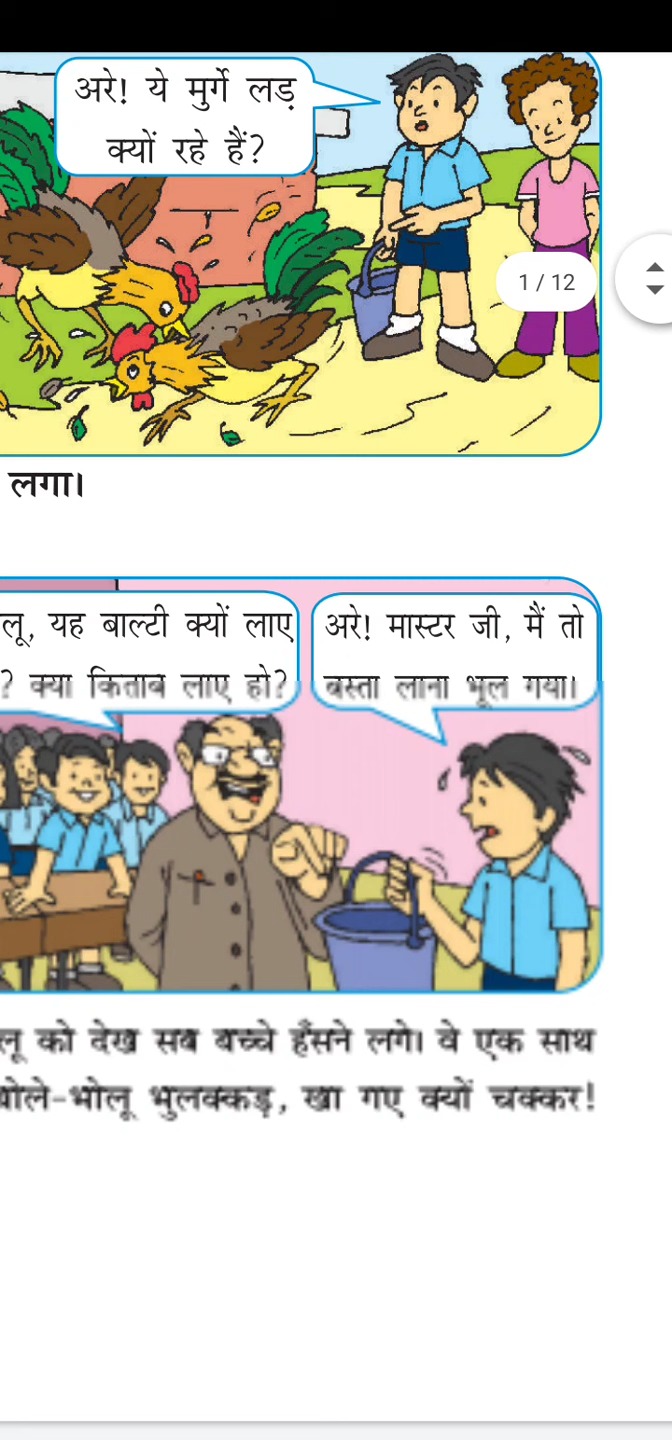 अरे! ये मुर्गे लड़
क्यों रहे हैं?
1 / 12
लगा।
लू, यह बाल्टी क्यों लाए
? क्या किताब लाए हो?
अरे! मास्टर जी, मैं तो
बस्ता लाना भूल गया।
लू को देख सब बच्चे हँसने लगे। वे एक साथ
बोले-भोलू भुलक्कड़, खा गए क्यों चक्कर!